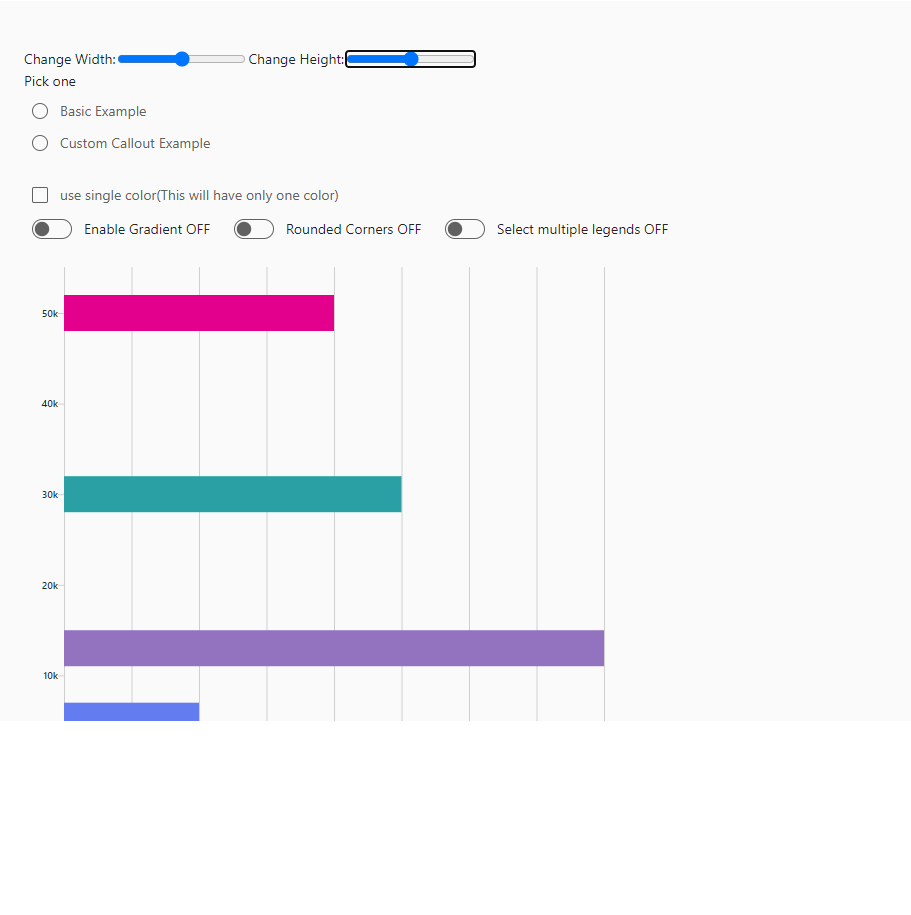 Change Width: Change Height:
Pick one
Basic Example
Custom Callout Example
use single color(This will have only one color)
Enable Gradient OFF Rounded Corners OFF Select multiple legends OFF
50k
40k
30k
20k
10k